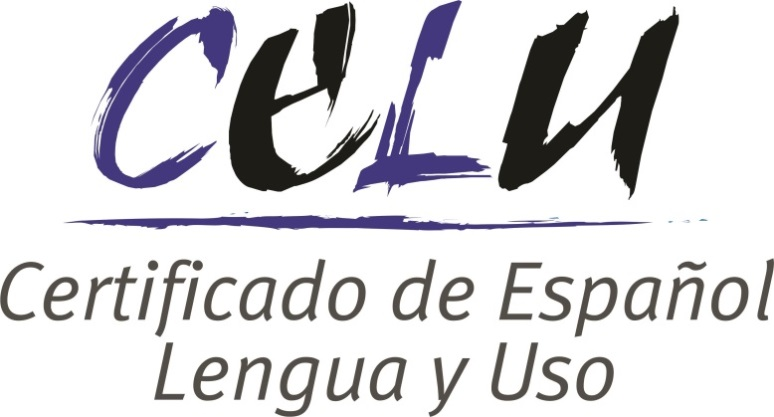 CELU
Certificado de Español
Lengua y Uso